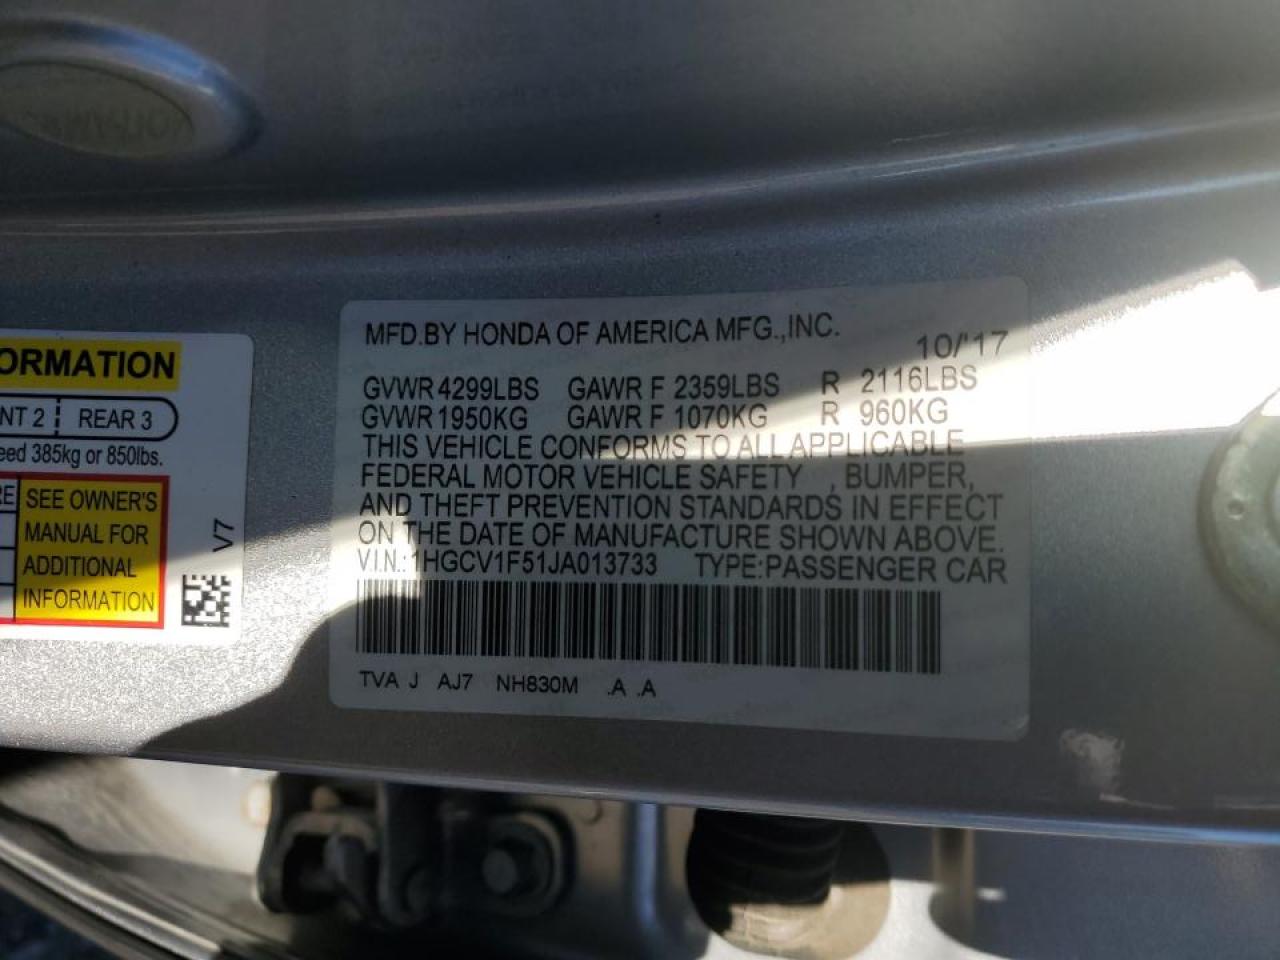 ORMATION
NT 2 REAR 3
eed 385kg or 850lbs.
RE
SEE OWNER'S
MANUAL FOR
ADDITIONAL
INFORMATION
V7
MFD.BY HONDA OF AMERICA MFG.,INC.
10/'17
GVWR 4299LBS GAWR F 2359LBS R 2116LBS
GVWR 1950KG GAWR F 1070KG R 960KG
THIS VEHICLE CONFORMS TO ALL APPLICABLE
FEDERAL MOTOR VEHICLE SAFETY , BUMPER,
AND THEFT PREVENTION STANDARDS IN EFFECT
ON THE DATE OF MANUFACTURE SHOWN ABOVE.
V.I.N.:1HGCV1F51JA013733 TYPE:PASSENGER CAR
TVA J AJ7 NH830M .A .A